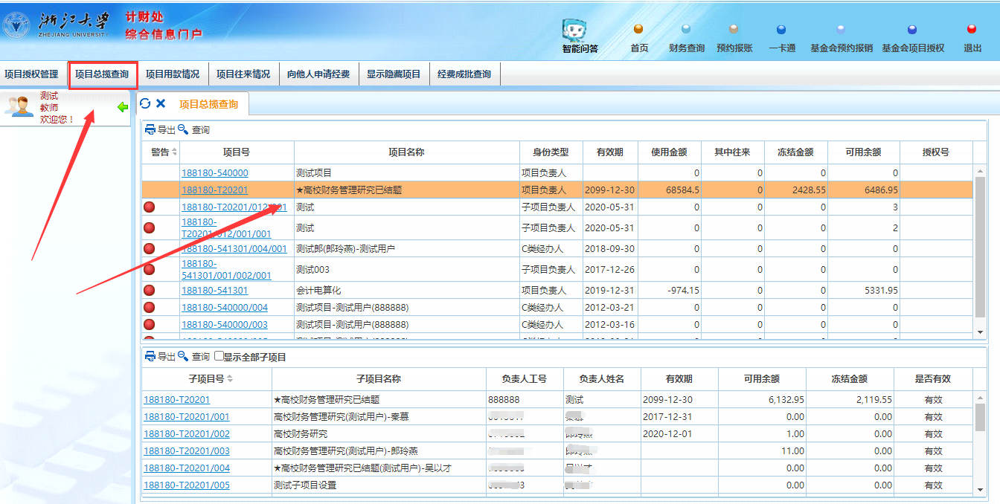 浙江大学
ZHEJIANG UNIVERSITY
计财处
综合信息门户
智能问答 首页 财务查询 预约报账 一卡通 基金会预约报销 基金会项目授权 退出
项目授权管理 项目总揽查询 项目用款情况 项目往来情况 向他人申请经费 显示隐藏项目 经费成批查询
测试
教师
欢迎您！
项目总揽查询
导出 查询
警告 项目号 项目名称 身份类型 有效期 使用金额 其中往来 冻结金额 可用余额 授权号
188180-540000 测试项目 项目负责人 0 0 0 0
188180-T20201 ★高校财务管理研究已结题 项目负责人 2099-12-30 68584.5 0 2428.55 6486.95
188180-T20201/012/001 测试 子项目负责人 2020-05-31 0 0 0 3
188180-
T20201/012/001/001 测试 子项目负责人 2020-05-31 0 0 0 2
188180-541301/004/001 测试郎(郎玲燕)-测试用户 C类经办人 2018-09-30 0 0 0 0
188180-
541301/001/002/001 测试003 子项目负责人 2017-12-26 0 0 0 0
188180-541301 会计电算化 项目负责人 2019-12-31 -974.15 0 0 5331.95
188180-540000/004 测试项目-测试用户(888888) C类经办人 2012-03-21 0 0 0 0
188180-540000/003 测试项目-测试用户(888888) C类经办人 2012-03-16 0 0 0 0
导出 查询 显示全部子项目
子项目号 子项目名称 负责人工号 负责人姓名 有效期 可用余额 冻结金额 是否有效
188180-T20201 ★高校财务管理研究已结题 888888 测试 2099-12-30 6,132.95 2,119.55 有效
188180-T20201/001 高校财务管理研究(测试用户)-秦慕 2017-12-31 0.00 0.00 有效
188180-T20201/002 高校财务研究 2020-12-01 1.00 0.00 有效
188180-T20201/003 高校财务管理研究(测试用户)-郎玲燕 11.00 0.00 有效
188180-T20201/004 ★高校财务管理研究已结题(测试用户)-吴以才 0.00 0.00 有效
188180-T20201/005 测试子项目设置 0.00 0.00 有效